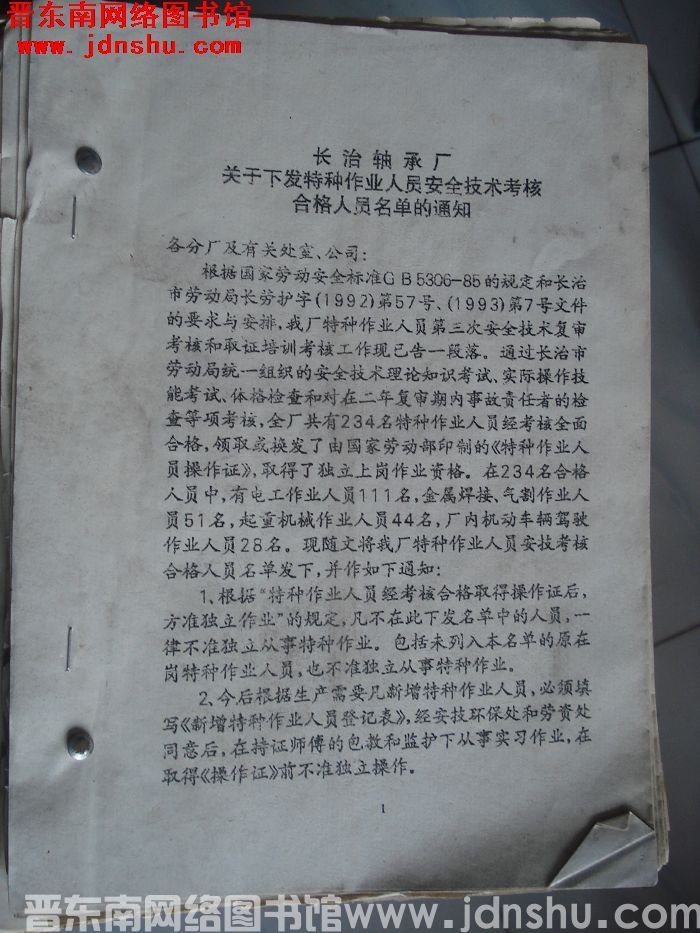 晋东南网络图书馆
www.jdnshu.com
长治轴承厂
关于下发特种作业人员安全技术考核
合格人员名单的通知
各分厂及有关处室、公司：
根据国家劳动安全标准GB5306-85的规定和长治
市劳动局长劳护字(1992)第57号、(1993)第7号文件
的要求与安排,我厂特种作业人员第三次安全技术复审
考核和取证培训考核工作现已告一段落。通过长治市
劳动局统一组织的安全技术理论知识考试、实际操作技
能考试、体格检查和对在二年复审期内事故责任者的检
查等项考核,全厂共有234名特种作业人员经考核全面
合格,领取或换发了由国家劳动部印制的《特种作业人
员操作证》,取得了独立上岗作业资格。在234名合格
人员中,有电工作业人员111名,金属焊接、气割作业人
员51名,起重机械作业人员44名,厂内机动车辆驾驶
作业人员28名。现随文将我厂特种作业人员安技考核
合格人员名单发下,并作如下通知：
1、根据“特种作业人员经考核合格取得操作证后,
方准独立作业”的规定,凡不在此下发名单中的人员,一
律不准独立从事特种作业。包括未列入本名单的原在
岗特种作业人员,也不准独立从事特种作业。
2、今后根据生产需要凡新增特种作业人员,必须填
写《新增特种作业人员登记表》,经安技环保处和劳资处
同意后,在持证师傅的包教和监护下从事实习作业,在
取得《操作证》前不准独立操作。
1
晋东南网络图书馆www.jdnshu.com